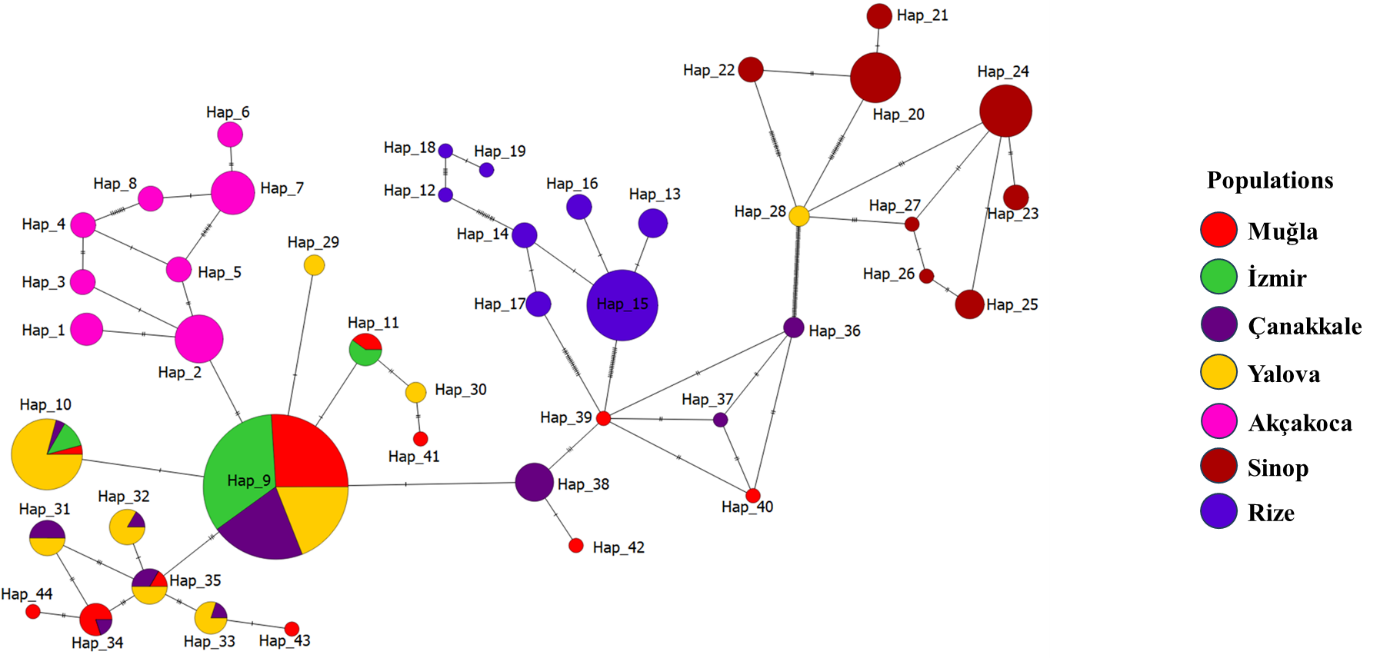 Hap_21
Hap_22
Hap_24
Hap_20
Hap_6
Hap_18
Hap_19
Hap_8
Hap_7
Hap_12
Hap_16
Hap_13
Populations
Hap_4
Hap_28
Hap_27
Hap_23
Muğla
Hap_29
Hap_14
Hap_5
Hap_3
Hap_26
İzmir
Hap_17
Hap_15
Hap_25
Hap_1
Hap_11
Hap_36
Çanakkale
Hap_2
Yalova
Hap_30
Hap_10
Hap_39
Hap_37
Akçakoca
Hap_41
Hap_9
Hap_38
Sinop
Hap_32
Hap_31
Hap_40
Rize
Hap_42
Hap_35
Hap_44
Hap_34
Hap_33
Hap_43